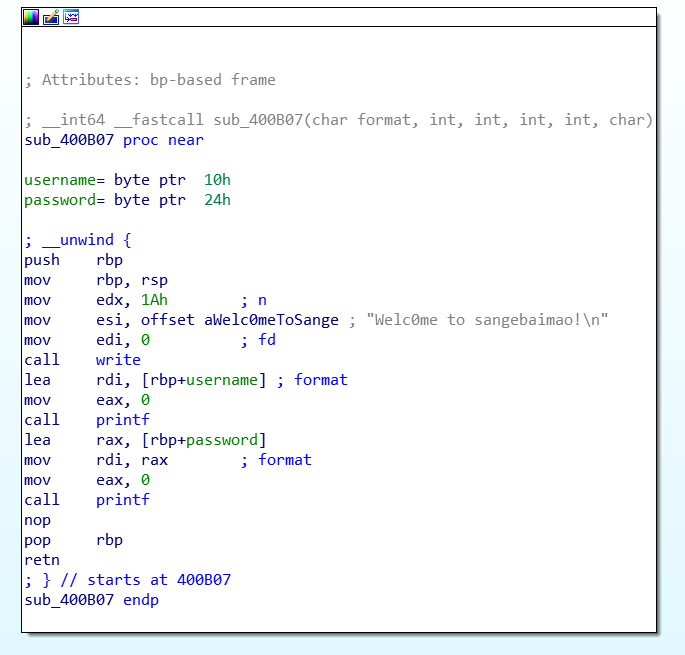 ; Attributes: bp-based frame
; __int64 __fastcall sub_400B07(char format, int, int, int, int, char)
sub_400B07 proc near
username= byte ptr  10h
password= byte ptr  24h
; __unwind {
push    rbp
mov     rbp, rsp
mov     edx, 1Ah        ; n
mov     esi, offset aWelc0meToSange ; "Welc0me to sangebaimao!\n"
mov     edi, 0          ; fd
call    write
lea     rdi, [rbp+username] ; format
mov     eax, 0
call    printf
lea     rax, [rbp+password]
mov     rdi, rax        ; format
mov     eax, 0
call    printf
nop
pop     rbp
retn
; } // starts at 400B07
sub_400B07 endp